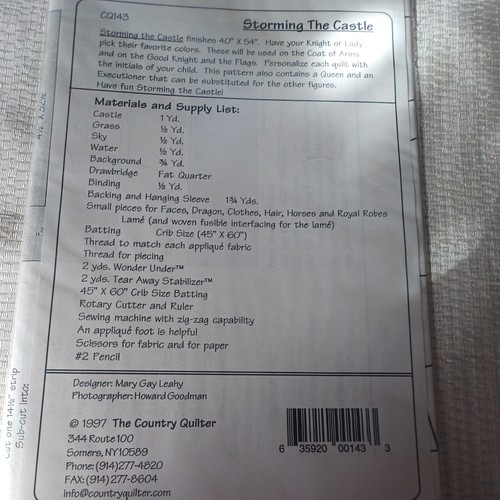 CQ143
Storming The Castle
Storming the Castle finishes 40" X 54". Have your Knight or Lady
pick their favorite colors. These will be used on the Coat of Arms
and on the Good Knight and the Flags. Personalize each quilt with
the initials of your child. This pattern also contains a Queen and an
Executioner that can be substituted for the other figures.
Have fun Storming the Castle!
Materials and Supply List:
Castle 1 Yd.
Grass ½ Yd.
Sky ½ Yd.
Water ½ Yd.
Background ¾ Yd.
Drawbridge Fat Quarter
Binding ½ Yd.
Backing and Hanging Sleeve 1¾ Yds.
Small pieces for Faces, Dragon, Clothes, Hair, Horses and Royal Robes
Lamé (and woven fusible interfacing for the lamé)
Batting Crib Size (45" X 60")
Thread to match each appliqué fabric
Thread for piecing
2 yds. Wonder Under™
2 yds. Tear Away Stabilizer™
45" X 60" Crib Size Batting
Rotary Cutter and Ruler
Sewing machine with zig-zag capability
An appliqué foot is helpful
Scissors for fabric and for paper
#2 Pencil
Designer: Mary Gay Leahy
Photographer: Howard Goodman
© 1997 The Country Quilter
344 Route 100
Somers, NY 10589
Phone: (914)277-4820
FAX: (914)277-8604
info@countryquilter.com
6 35920 00143 3
Cut one 14½" strip
Sub-cut into: